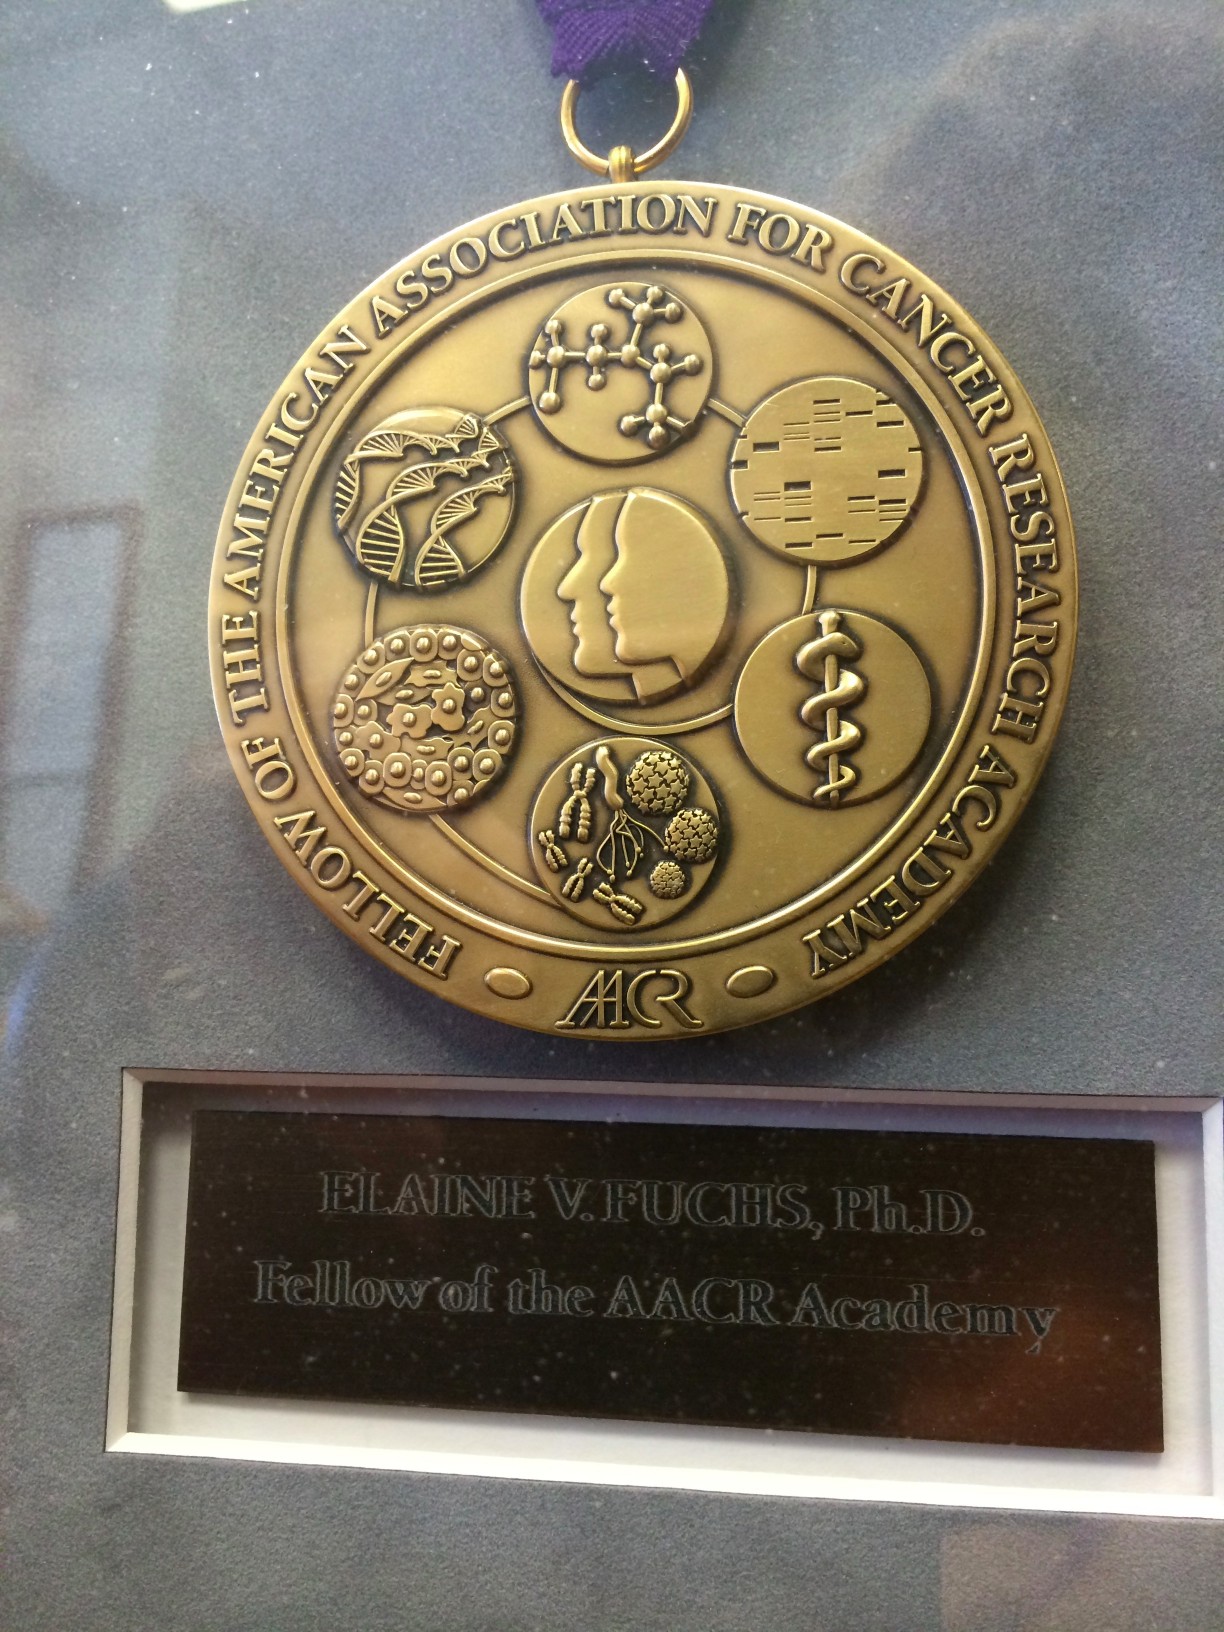 FELLOW OF THE AMERICAN ASSOCIATION FOR CANCER RESEARCH ACADEMY
AACR
ELAINE V. FUCHS, Ph.D.
Fellow of the AACR Academy